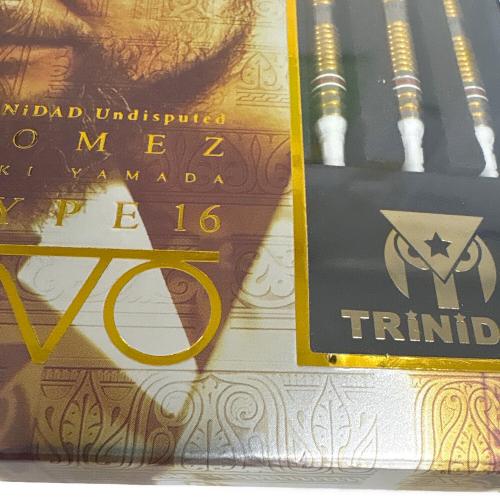 NiDAD Undisputed
OMEZ
KI YAMADA
YPE 16
VO
TRiNiD